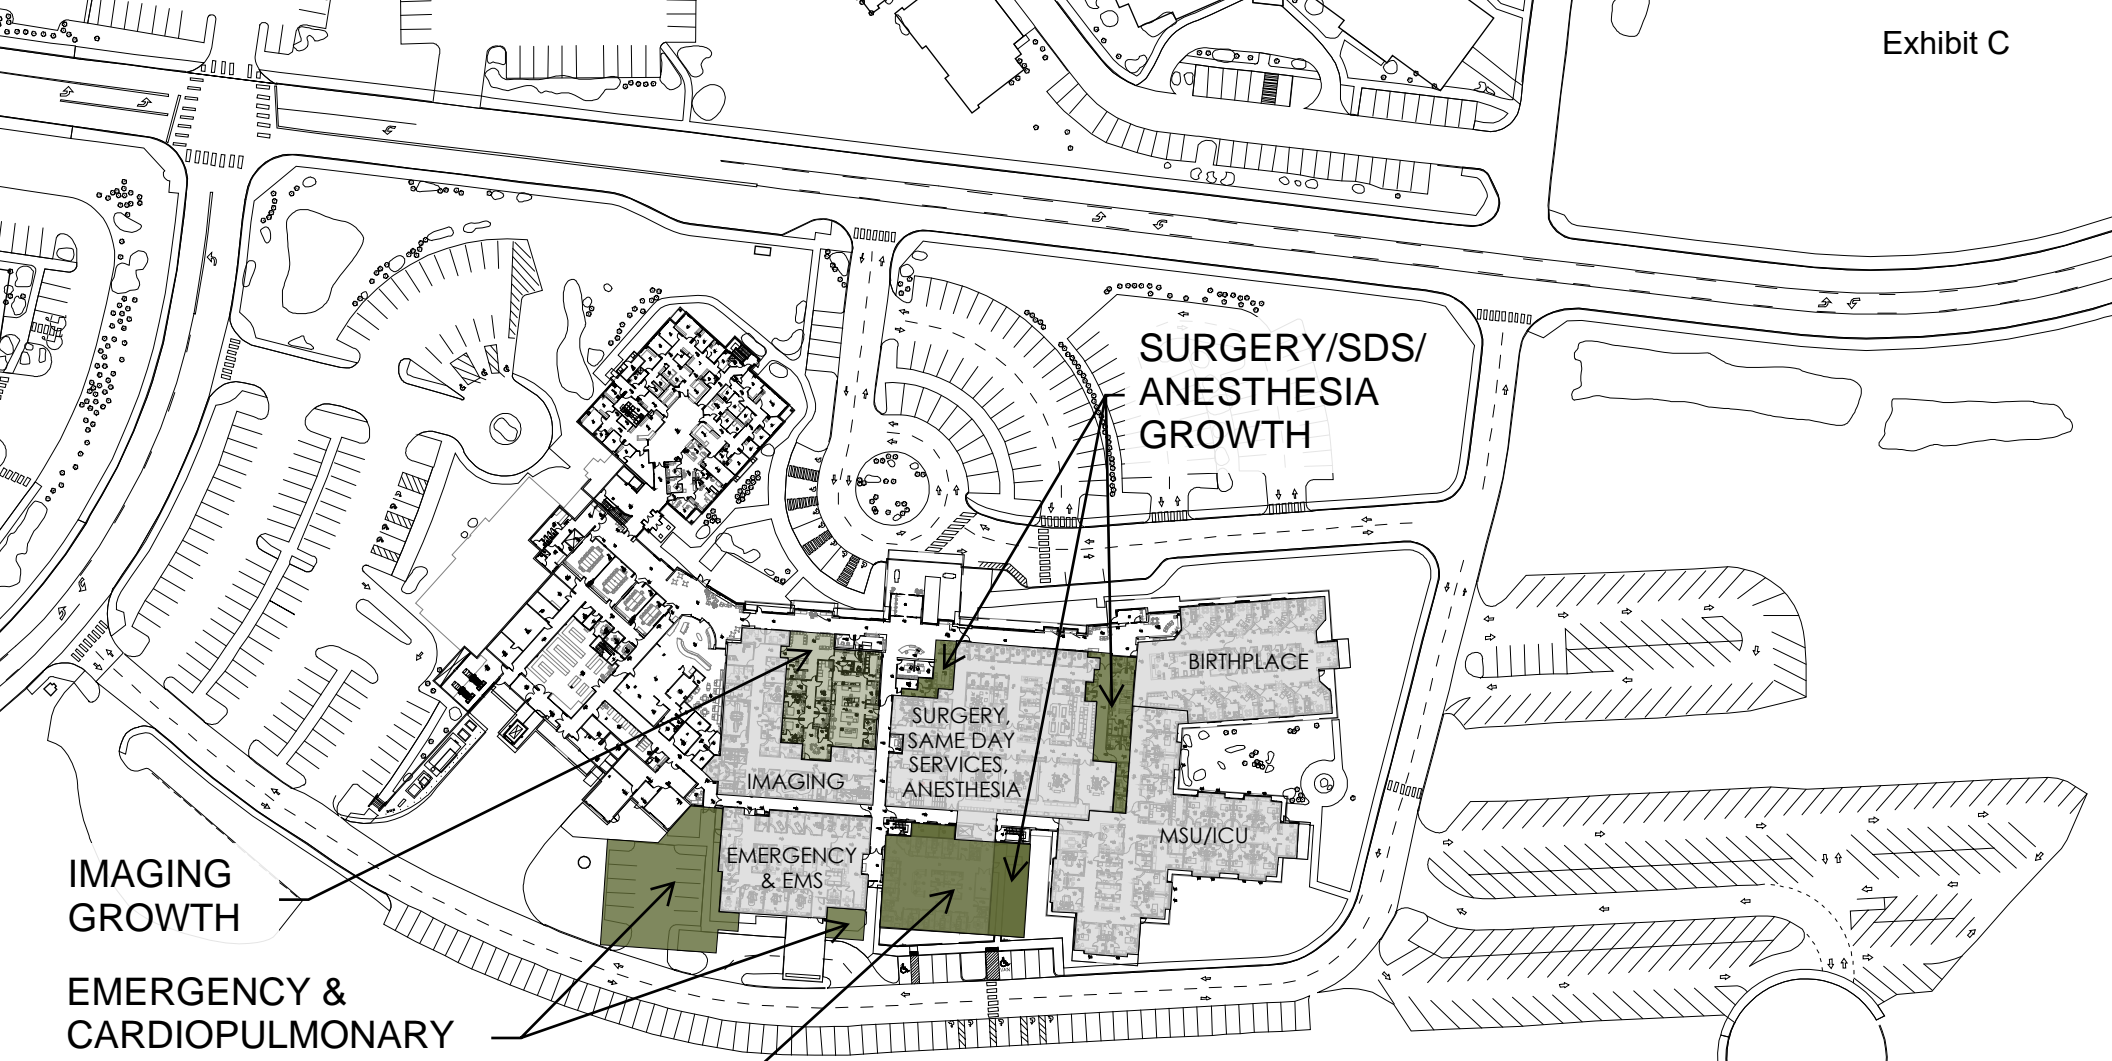 Exhibit C
SURGERY/SDS/
ANESTHESIA
GROWTH
BIRTHPLACE
SURGERY,
SAME DAY
SERVICES,
ANESTHESIA
IMAGING
MSU/ICU
EMERGENCY
& EMS
IMAGING
GROWTH
EMERGENCY &
CARDIOPULMONARY